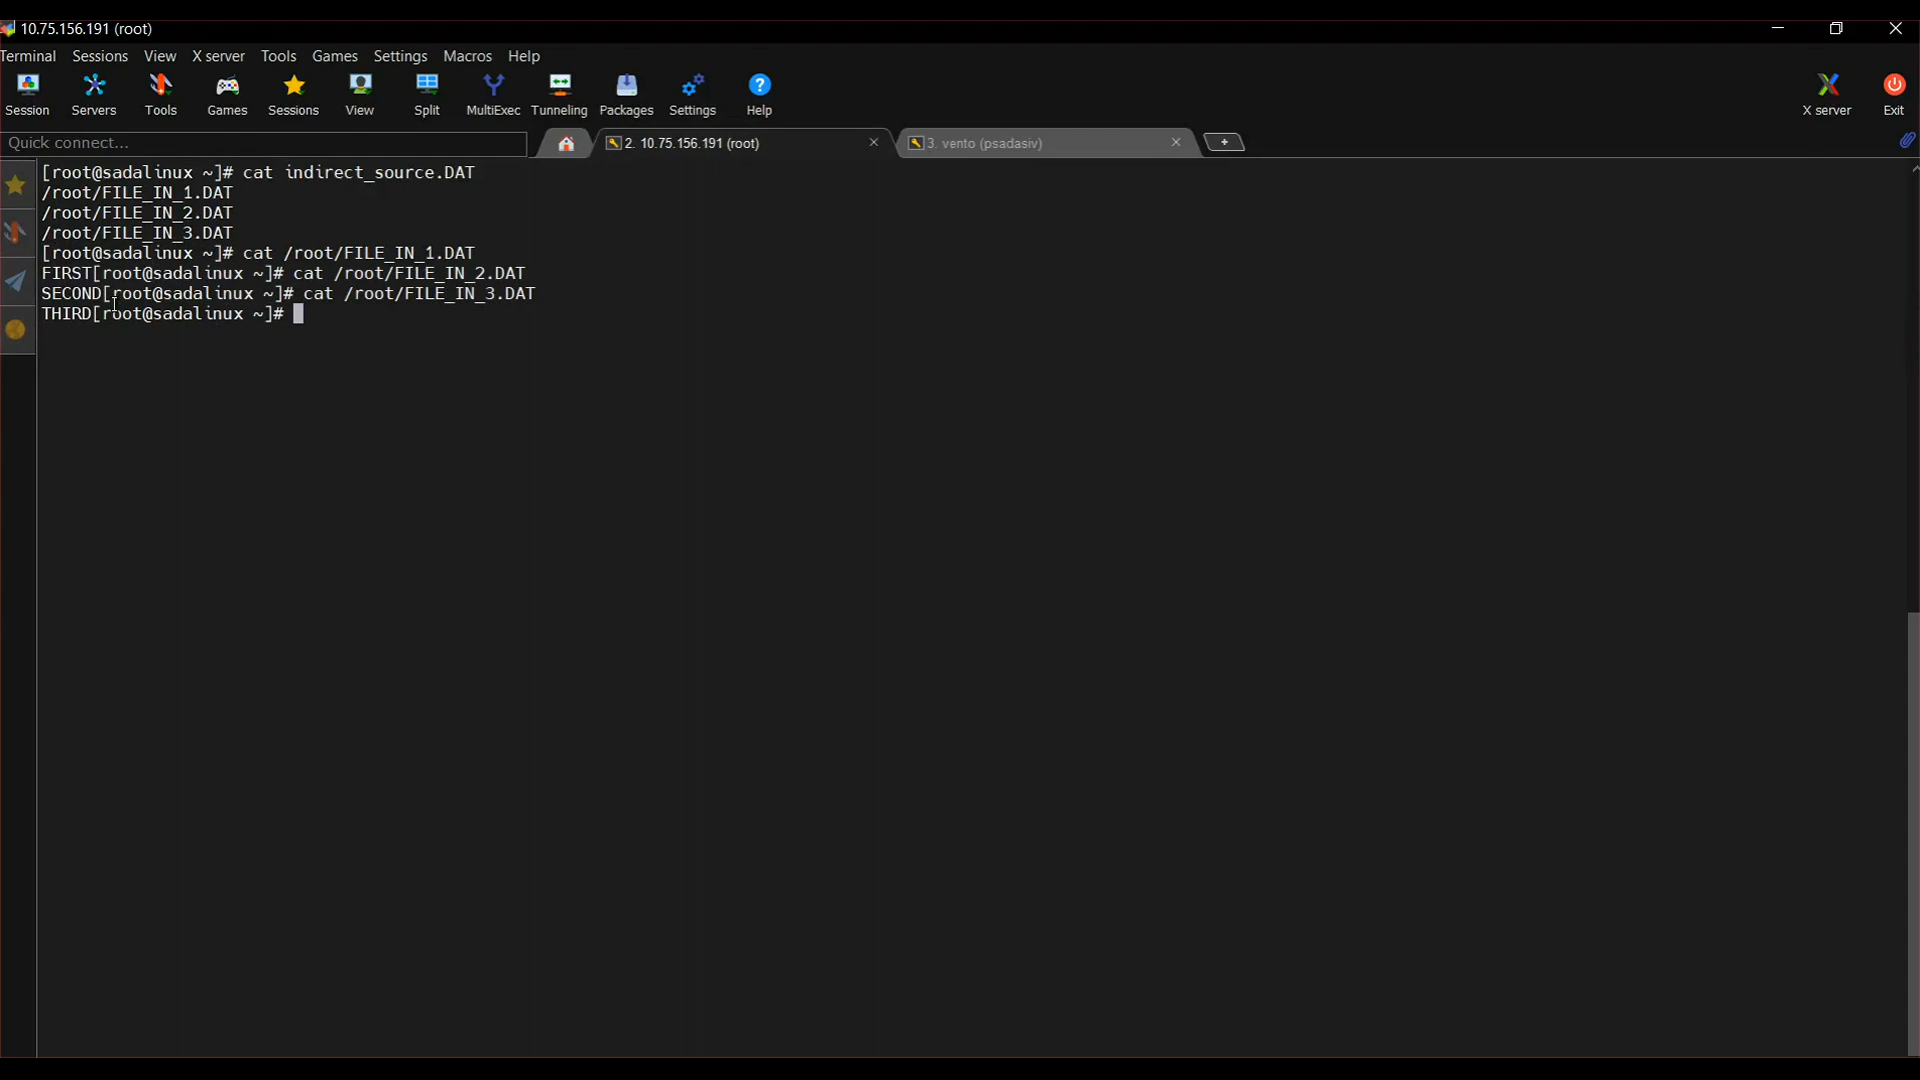 10.75.156.191 (root)
Terminal Sessions View X server Tools Games Settings Macros Help
Session Servers Tools Games Sessions View Split MultiExec Tunneling Packages Settings Help X server Exit
Quick connect... 2. 10.75.156.191 (root) 3. vento (psadasiv)
[root@sadalinux ~]# cat indirect_source.DAT
/root/FILE_IN_1.DAT
/root/FILE_IN_2.DAT
/root/FILE_IN_3.DAT
[root@sadalinux ~]# cat /root/FILE_IN_1.DAT
FIRST[root@sadalinux ~]# cat /root/FILE_IN_2.DAT
SECOND[root@sadalinux ~]# cat /root/FILE_IN_3.DAT
THIRD[root@sadalinux ~]#